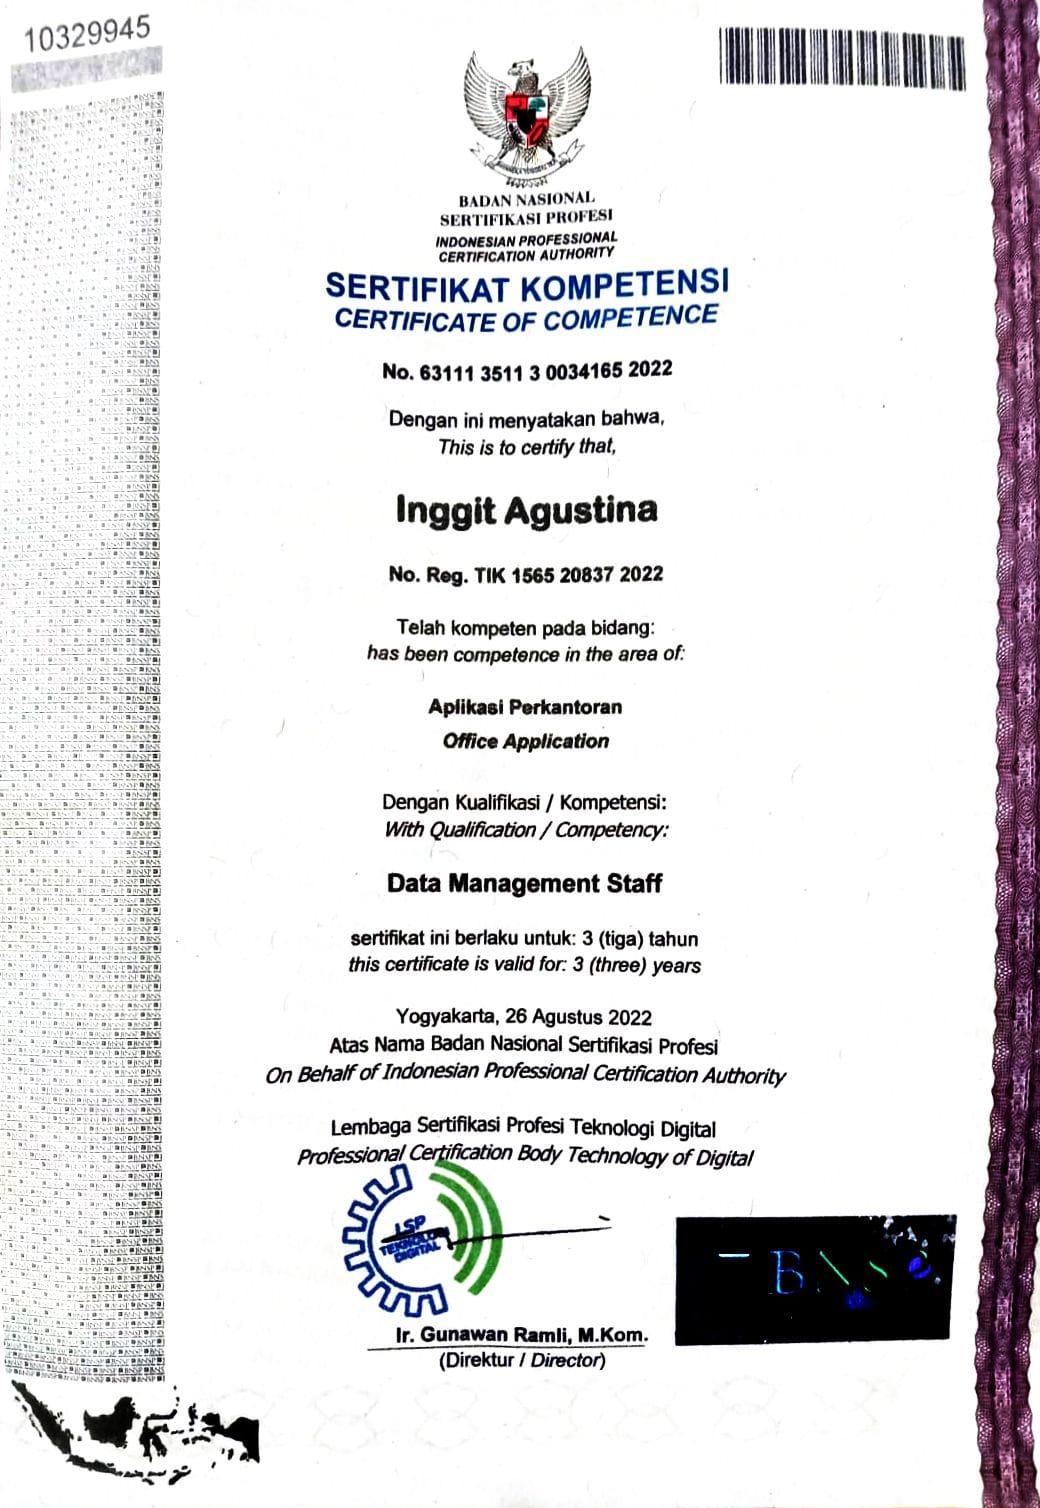 10329945
BADAN NASIONAL
SERTIFIKASI PROFESI
INDONESIAN PROFESSIONAL
CERTIFICATION AUTHORITY
SERTIFIKAT KOMPETENSI
CERTIFICATE OF COMPETENCE
No. 63111 3511 3 0034165 2022
Dengan ini menyatakan bahwa,
This is to certify that,
Inggit Agustina
No. Reg. TIK 1565 20837 2022
Telah kompeten pada bidang:
has been competence in the area of:
Aplikasi Perkantoran
Office Application
Dengan Kualifikasi / Kompetensi:
With Qualification / Competency:
Data Management Staff
sertifikat ini berlaku untuk: 3 (tiga) tahun
this certificate is valid for: 3 (three) years
Yogyakarta, 26 Agustus 2022
Atas Nama Badan Nasional Sertifikasi Profesi
On Behalf of Indonesian Professional Certification Authority
Lembaga Sertifikasi Profesi Teknologi Digital
Professional Certification Body Technology of Digital
LSP
TEKNOLOGI
DIGITAL
Ir. Gunawan Ramli, M.Kom.
(Direktur / Director)